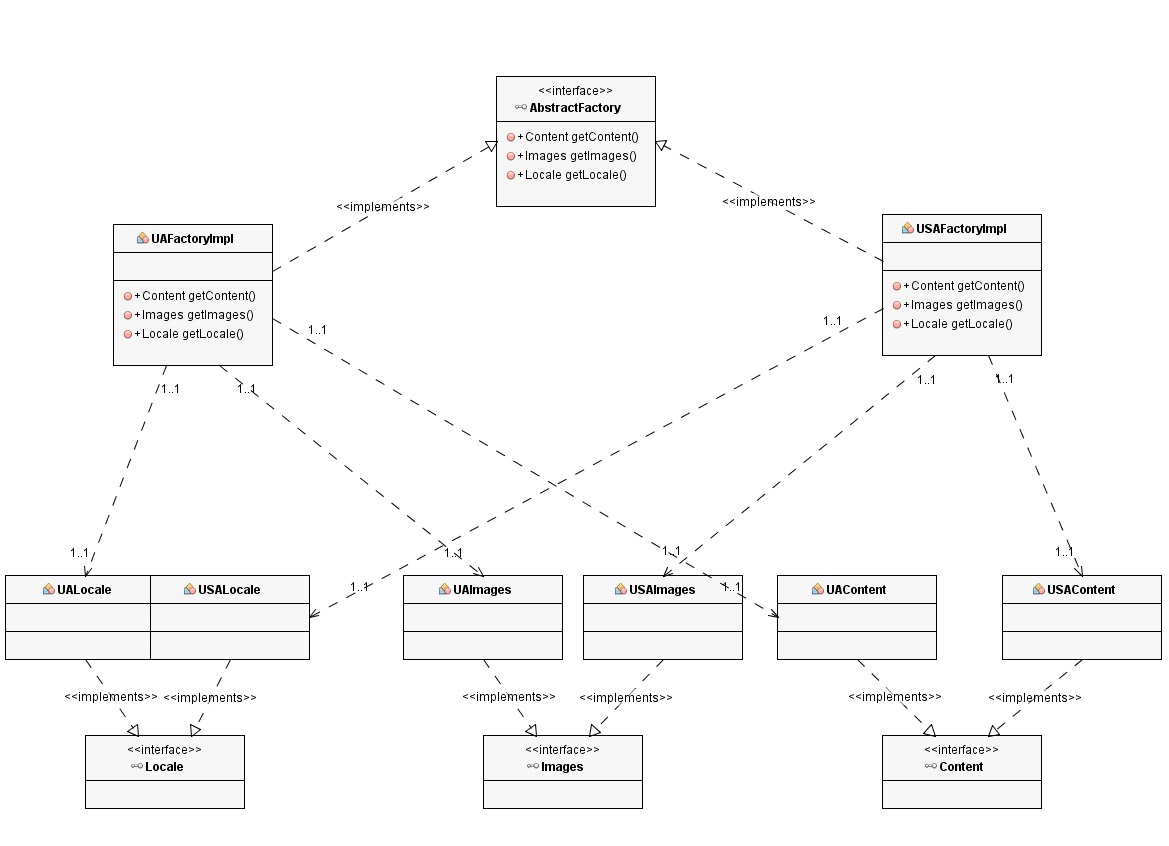 <<interface>>
AbstractFactory
+ Content getContent()
+ Images getImages()
+ Locale getLocale()
<<implements>>
<<implements>>
UAFactoryImpl
+ Content getContent()
+ Images getImages()
+ Locale getLocale()
USAFactoryImpl
+ Content getContent()
+ Images getImages()
+ Locale getLocale()
1..1
1..1
1..1
1..1
1..1
1..1
1..1
1..1
1..1
1..1
1..1
1..1
UALocale
USALocale
UAImages
USAImages
UAContent
USAContent
<<implements>>
<<implements>>
<<implements>>
<<implements>>
<<implements>>
<<implements>>
<<interface>>
Locale
<<interface>>
Images
<<interface>>
Content